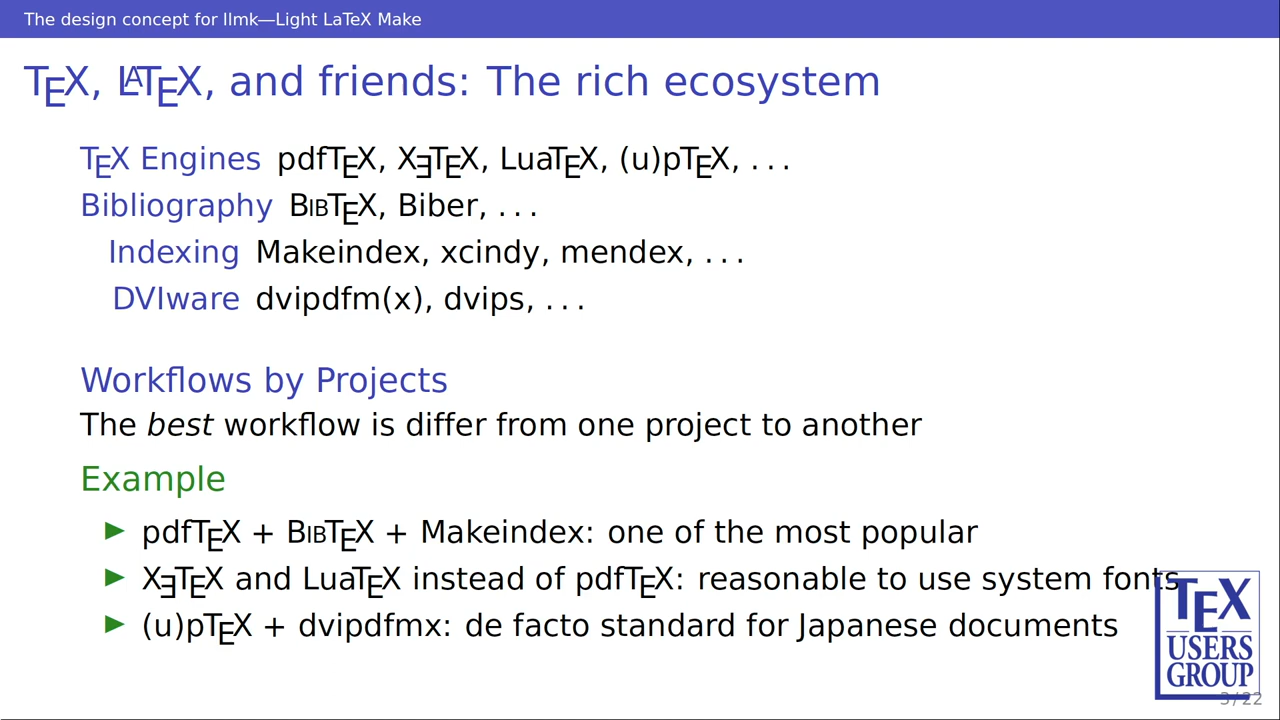 The design concept for llmk—Light LaTeX Make
TEX, LATEX, and friends: The rich ecosystem
TEX Engines pdfTEX, XƎTEX, LuaTEX, (u)pTEX, . . .
Bibliography BIBTEX, Biber, . . .
Indexing Makeindex, xcindy, mendex, . . .
DVIware dvipdfm(x), dvips, . . .
Workflows by Projects
The best workflow is differ from one project to another
Example
▶ pdfTEX + BIBTEX + Makeindex: one of the most popular
▶ XƎTEX and LuaTEX instead of pdfTEX: reasonable to use system fonts
▶ (u)pTEX + dvipdfmx: de facto standard for Japanese documents
TEX
USERS
GROUP
3/22